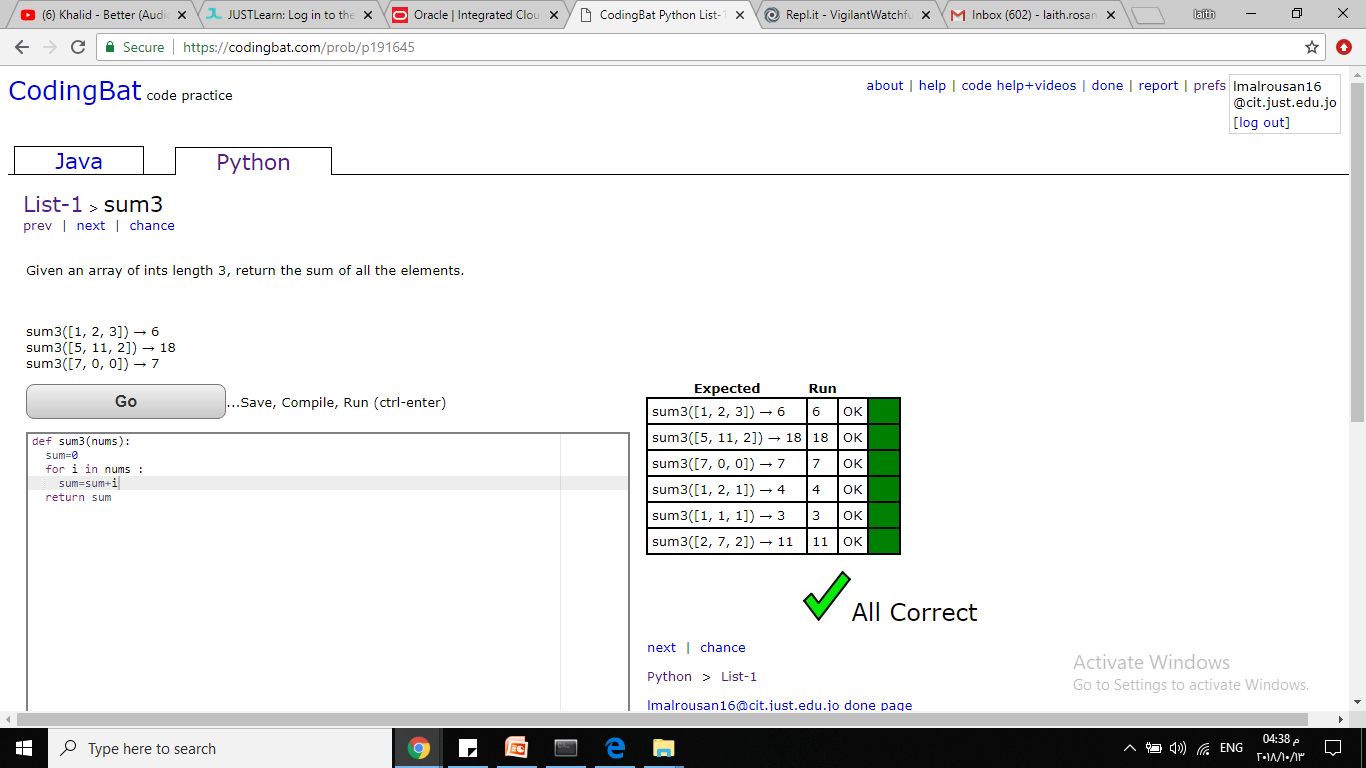 (6) Khalid - Better (Audi
JUSTLearn: Log in to the
Oracle | Integrated Clou
CodingBat Python List-1
Repl.it - VigilantWatchfu
Inbox (602) - laith.rosan
laith
Secure | https://codingbat.com/prob/p191645
CodingBat code practice
about | help | code help+videos | done | report | prefs
lmalrousan16
@cit.just.edu.jo
[log out]
Java
Python
List-1 > sum3
prev | next | chance
Given an array of ints length 3, return the sum of all the elements.
sum3([1, 2, 3]) → 6
sum3([5, 11, 2]) → 18
sum3([7, 0, 0]) → 7
Go
...Save, Compile, Run (ctrl-enter)
def sum3(nums):
  sum=0
  for i in nums :
    sum=sum+i
  return sum
Expected Run
sum3([1, 2, 3]) → 6 6 OK
sum3([5, 11, 2]) → 18 18 OK
sum3([7, 0, 0]) → 7 7 OK
sum3([1, 2, 1]) → 4 4 OK
sum3([1, 1, 1]) → 3 3 OK
sum3([2, 7, 2]) → 11 11 OK
All Correct
next | chance
Python > List-1
lmalrousan16@cit.just.edu.jo done page
Activate Windows
Go to Settings to activate Windows.
Type here to search
ENG
04:38 م
٢٠١٨/١٠/١٣